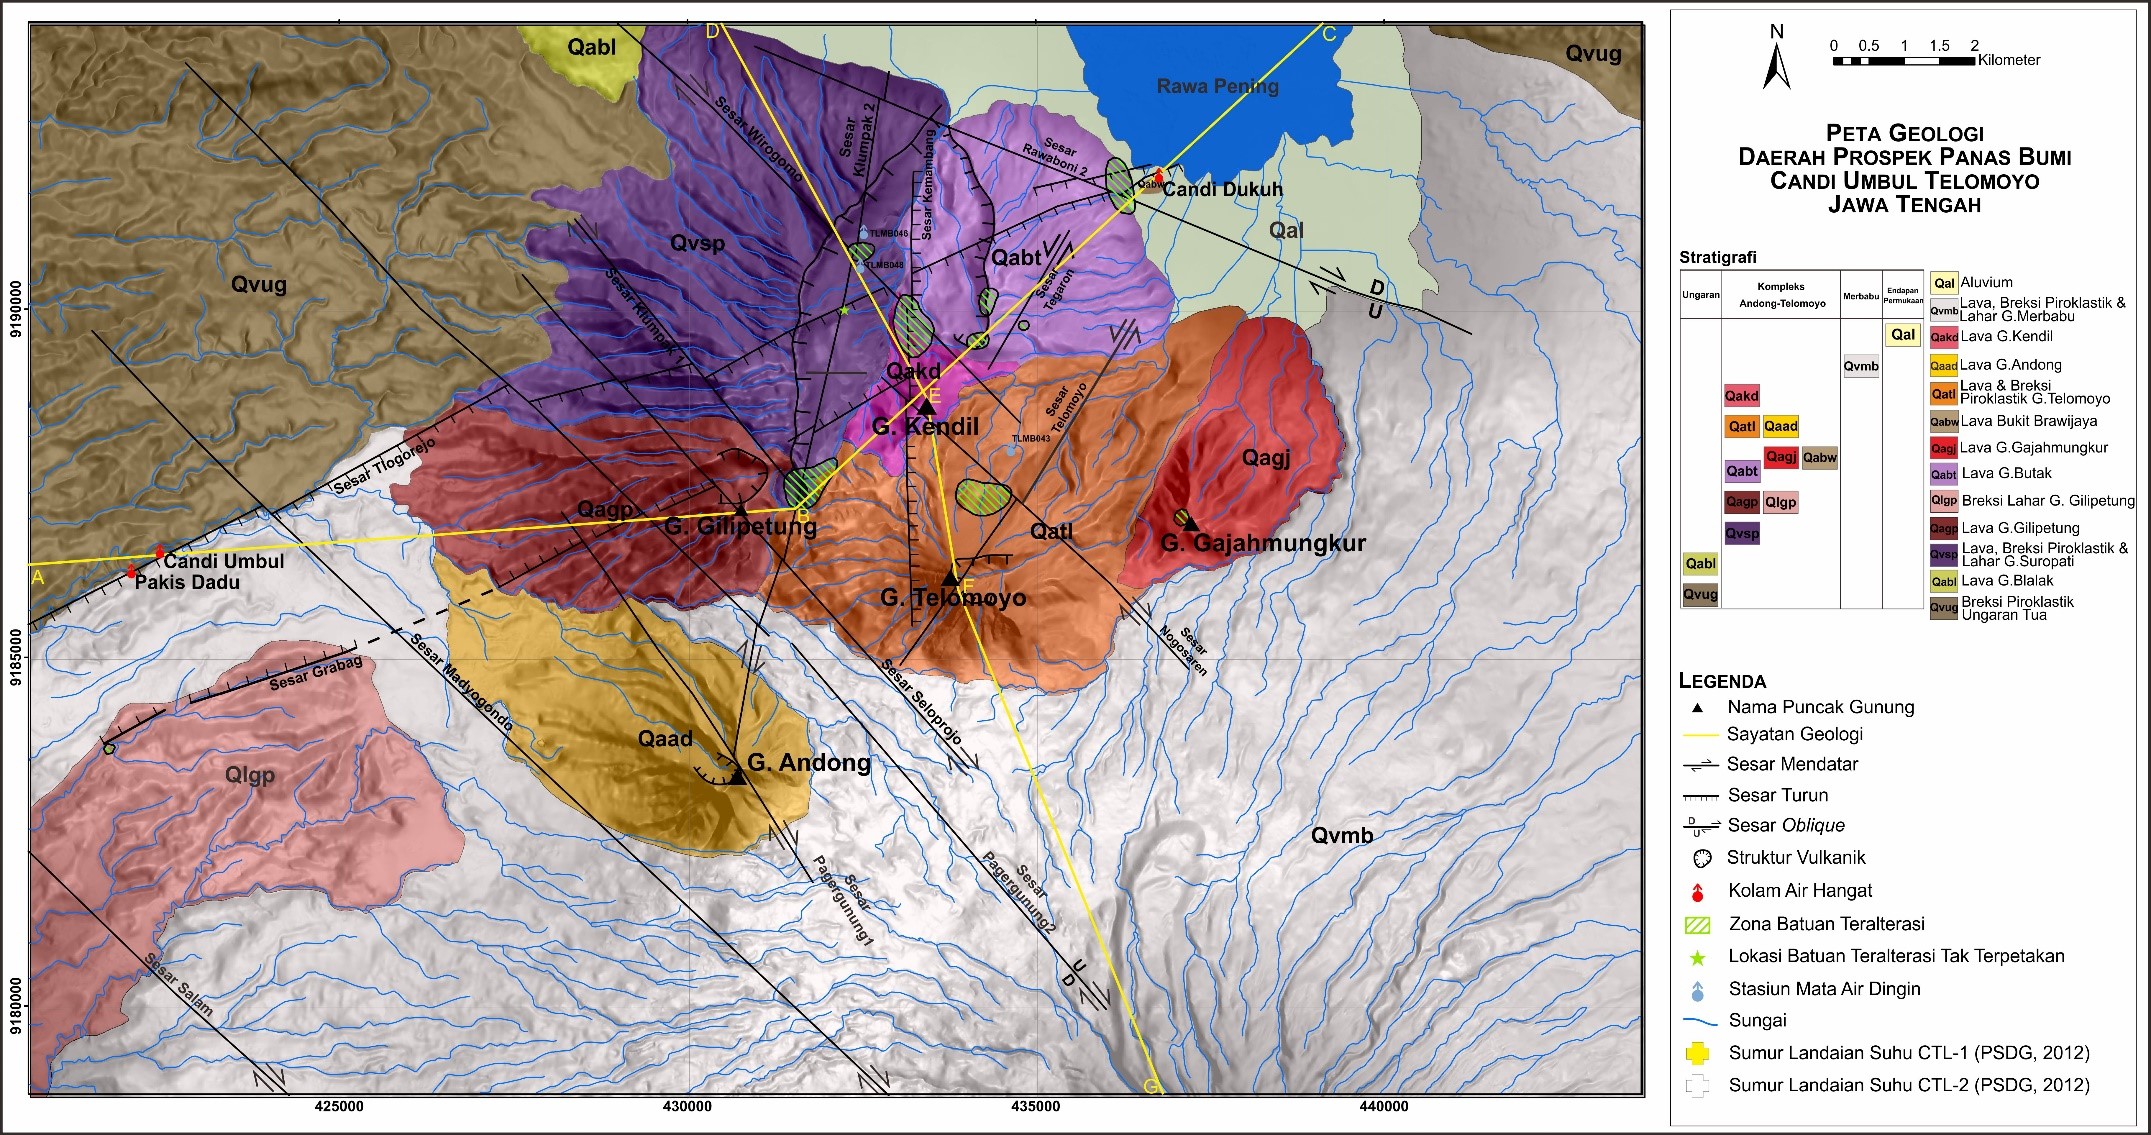 D
C
Qabl
Qvug
Rawa Pening
Sesar Wirogomo
Sesar
Klumpak 2
Sesar Kemambang
Sesar
Rawaboni 2
Qabw
Candi Dukuh
TLMB046
TLMB048
Qvsp
Qabt
Qal
Qvug
Sesar Klumpak 1
Sesar
Tegaron
D
U
Qakd
E
G. Kendil
Sesar
Telomoyo
TLMB043
Sesar Tlogorejo
Qagj
Qagp
B
G. Gilipetung
Qatl
G. Gajahmungkur
A
Candi Umbul
Pakis Dadu
F
G. Telomoyo
Sesar
Nogosaren
Sesar Grabag
Sesar Madyogondo
Sesar Seloprojo
Qaad
G. Andong
Qlgp
Qvmb
Sesar
Pagergunung1
Sesar
Pagergunung2
Sesar Salam
U
D
G
9190000
9185000
9180000
425000
430000
435000
440000
N
0 0.5 1 1.5 2
Kilometer
PETA GEOLOGI
DAERAH PROSPEK PANAS BUMI
CANDI UMBUL TELOMOYO
JAWA TENGAH
Stratigrafi
Ungaran
Kompleks
Andong-Telomoyo
Merbabu
Endapan
Permukaan
Qal
Qvmb
Qakd
Qatl Qaad
Qabt Qagj Qabw
Qagp Qlgp
Qvsp
Qabl
Qvug
Qal Aluvium
Qvmb Lava, Breksi Piroklastik &
Lahar G.Merbabu
Qakd Lava G.Kendil
Qaad Lava G.Andong
Qatl Lava & Breksi
Piroklastik G.Telomoyo
Qabw Lava Bukit Brawijaya
Qagj Lava G.Gajahmungkur
Qabt Lava G.Butak
Qlgp Breksi Lahar G. Gilipetung
Qagp Lava G.Gilipetung
Qvsp Lava, Breksi Piroklastik &
Lahar G.Suropati
Qabl Lava G.Blalak
Qvug Breksi Piroklastik
Ungaran Tua
LEGENDA
Nama Puncak Gunung
Sayatan Geologi
Sesar Mendatar
Sesar Turun
D
U
Sesar Oblique
Struktur Vulkanik
Kolam Air Hangat
Zona Batuan Teralterasi
Lokasi Batuan Teralterasi Tak Terpetakan
Stasiun Mata Air Dingin
Sungai
Sumur Landaian Suhu CTL-1 (PSDG, 2012)
Sumur Landaian Suhu CTL-2 (PSDG, 2012)